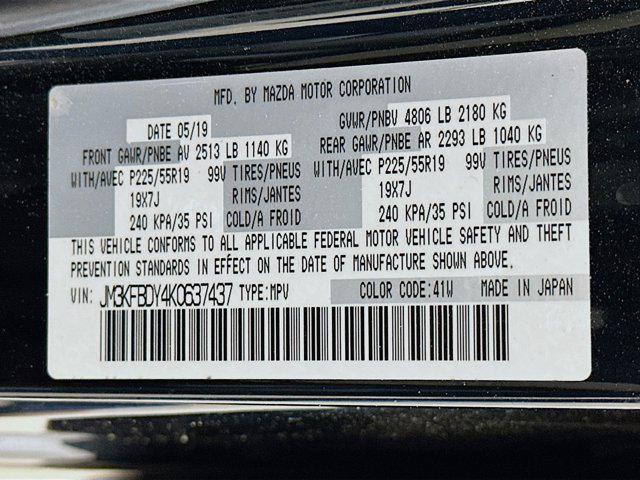 MFD. BY MAZDA MOTOR CORPORATION
DATE 05/19 GVWR/PNBV 4806 LB 2180 KG
FRONT GAWR/PNBE AV 2513 LB 1140 KG REAR GAWR/PNBE AR 2293 LB 1040 KG
WITH/AVEC P225/55R19 99V TIRES/PNEUS WITH/AVEC P225/55R19 99V TIRES/PNEUS
19X7J RIMS/JANTES 19X7J RIMS/JANTES
240 KPA/35 PSI COLD/A FROID 240 KPA/35 PSI COLD/A FROID
THIS VEHICLE CONFORMS TO ALL APPLICABLE FEDERAL MOTOR VEHICLE SAFETY AND THEFT
PREVENTION STANDARDS IN EFFECT ON THE DATE OF MANUFACTURE SHOWN ABOVE.
VIN: JM3KFBDY4K0637437 TYPE:MPV COLOR CODE:41W MADE IN JAPAN